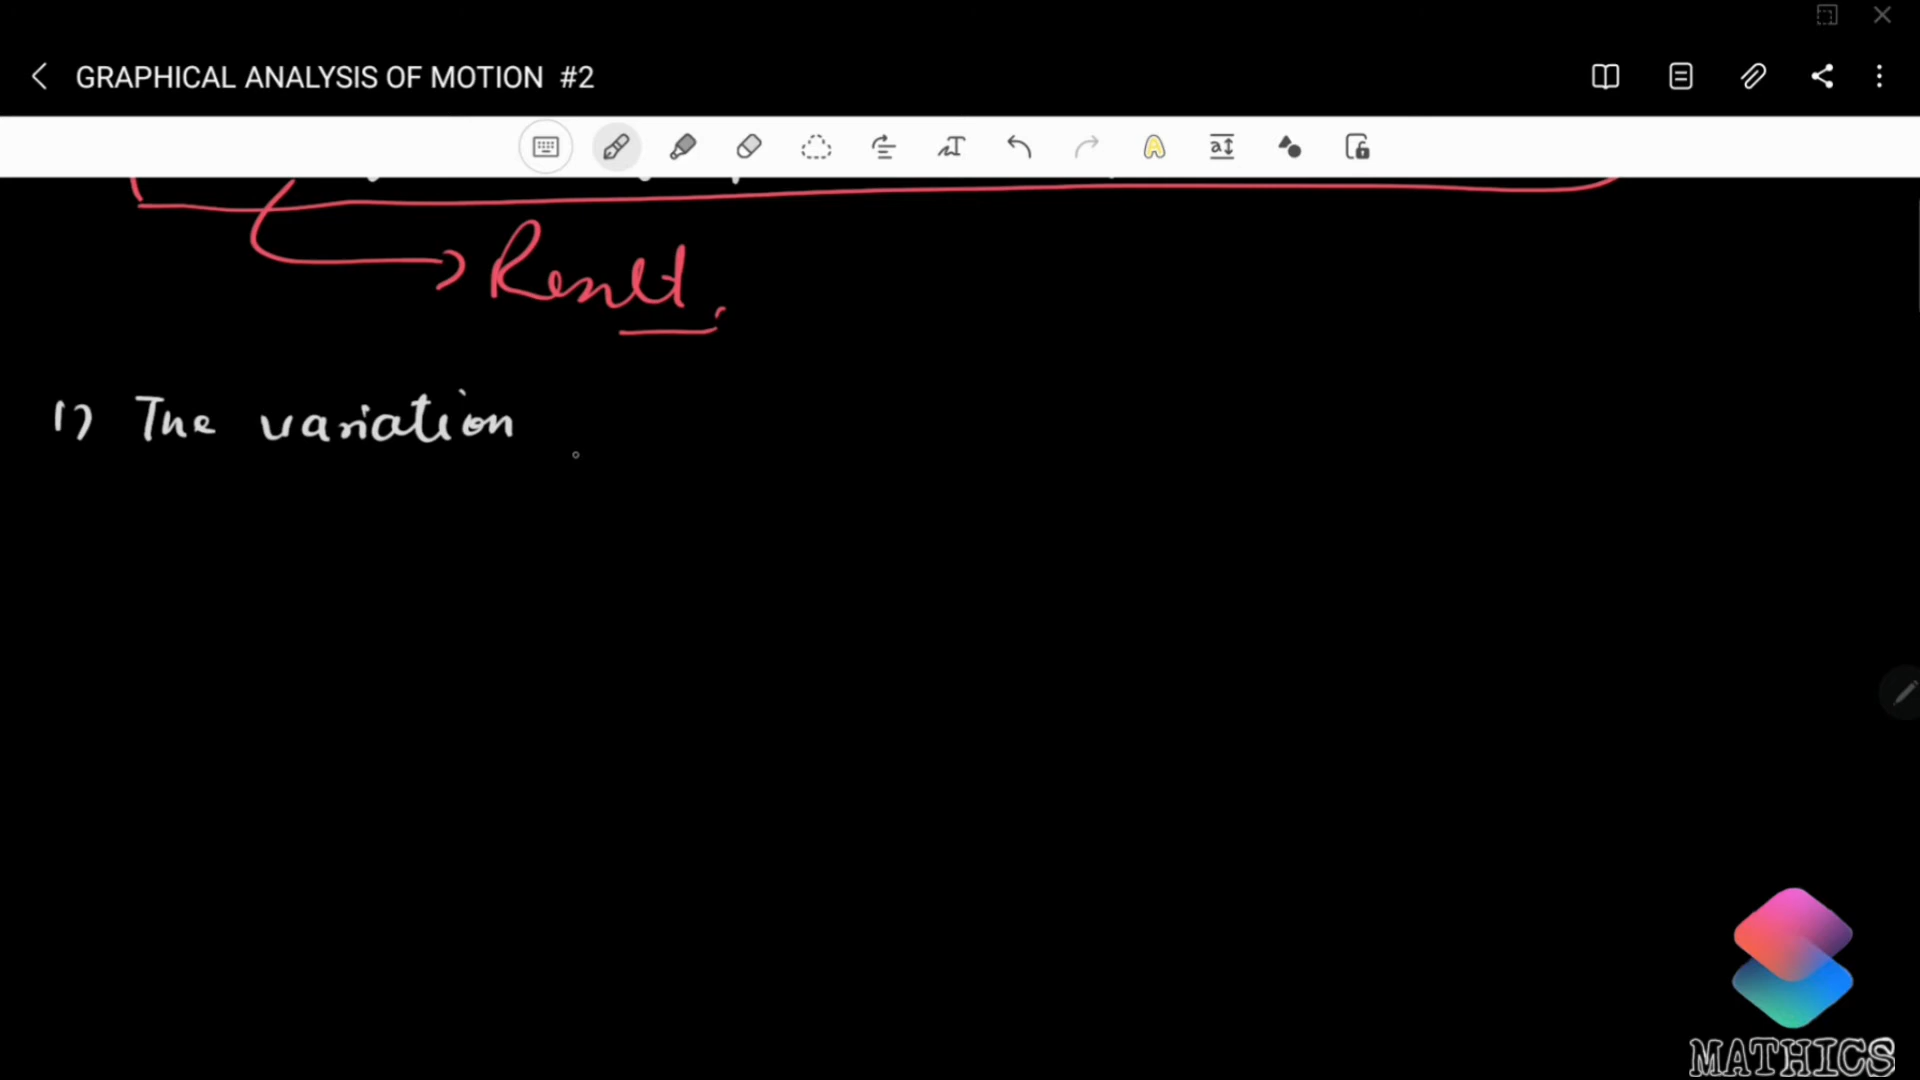 GRAPHICAL ANALYSIS OF MOTION #2
Result.
1) The variation
MATHICS